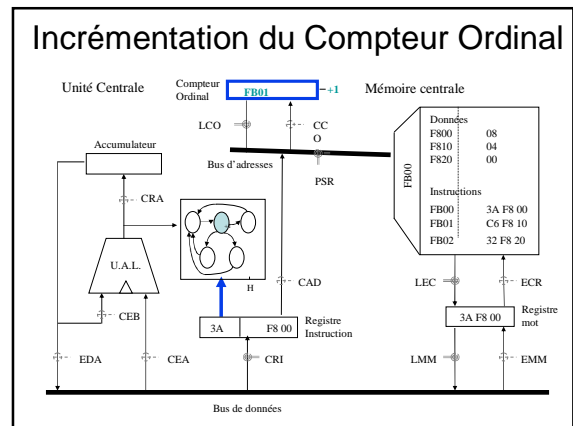 Incrémentation du Compteur Ordinal
Unité Centrale
Compteur
Ordinal
FB01
+1
Mémoire centrale
LCO
CC
O
Bus d'adresses
PSR
FB00
Données
F800 08
F810 04
F820 00
Instructions
FB00 3A F8 00
FB01 C6 F8 10
FB02 32 F8 20
Accumulateur
CRA
U.A.L.
H
CAD
LEC
ECR
CEB
3A F8 00
Registre
Instruction
3A F8 00
Registre
mot
EDA
CEA
CRI
LMM
EMM
Bus de données